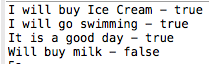 I will buy Ice Cream - true
I will go swimming - true
It is a good day - true
Will buy milk - false